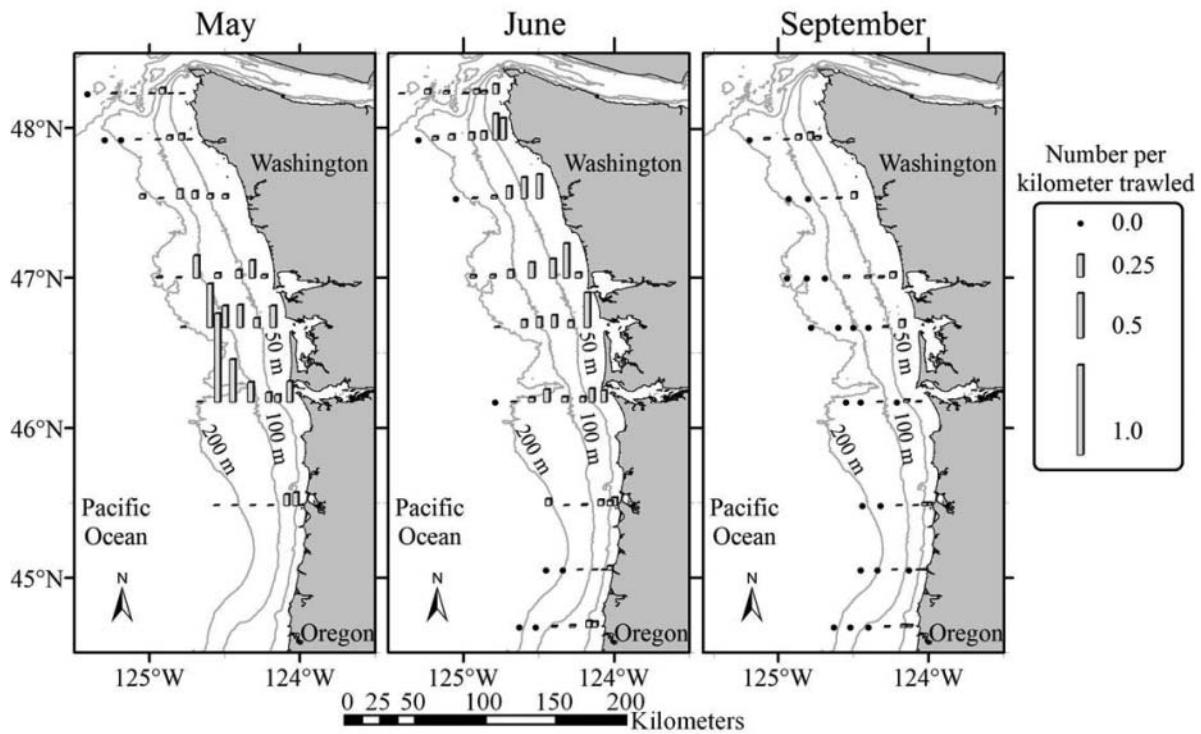 May
June
September
48°N
47°N
46°N
45°N
Washington
50 m
100 m
200 m
Pacific
Ocean
N
Oregon
Washington
50 m
100 m
200 m
Pacific
Ocean
N
Oregon
Washington
50 m
100 m
200 m
Pacific
Ocean
N
Oregon
125°W
124°W
125°W
124°W
125°W
124°W
Number per
kilometer trawled
0.0
0.25
0.5
1.0
0 25 50 100 150 200
Kilometers